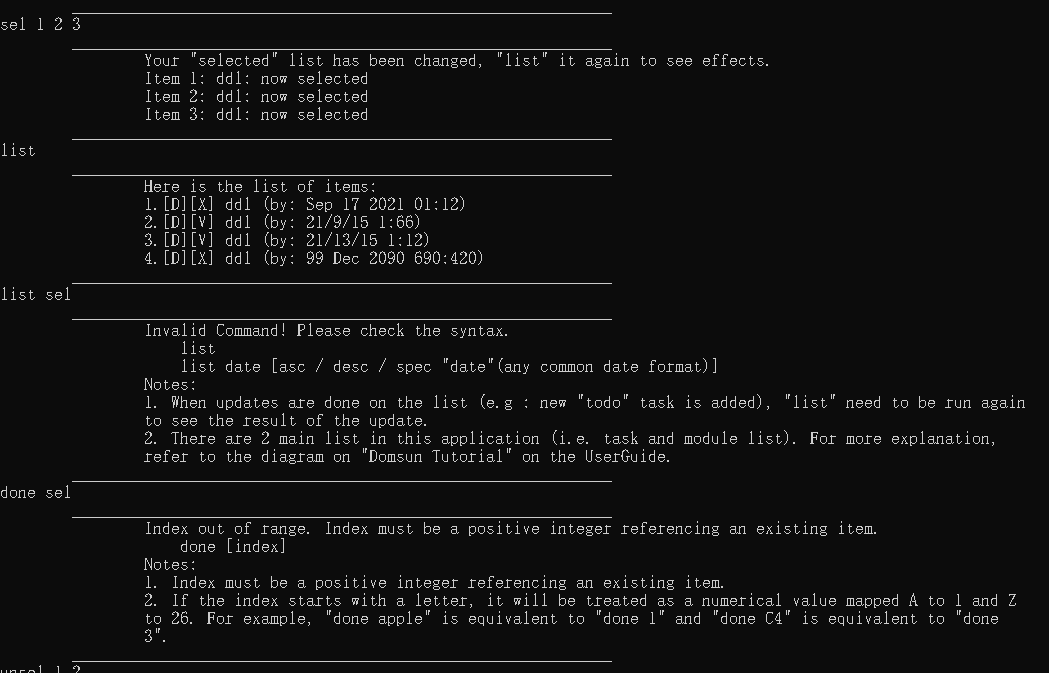 sel 1 2 3
Your "selected" list has been changed, "list" it again to see effects.
Item 1: dd1: now selected
Item 2: dd1: now selected
Item 3: dd1: now selected
list
Here is the list of items:
1.[D][X] dd1 (by: Sep 17 2021 01:12)
2.[D][V] dd1 (by: 21/9/15 1:66)
3.[D][V] dd1 (by: 21/13/15 1:12)
4.[D][X] dd1 (by: 99 Dec 2090 690:420)
list sel
Invalid Command! Please check the syntax.
list
list date [asc / desc / spec "date"(any common date format)]
Notes:
1. When updates are done on the list (e.g : new "todo" task is added), "list" need to be run again
to see the result of the update.
2. There are 2 main list in this application (i.e. task and module list). For more explanation,
refer to the diagram on "Domsun Tutorial" on the UserGuide.
done sel
Index out of range. Index must be a positive integer referencing an existing item.
done [index]
Notes:
1. Index must be a positive integer referencing an existing item.
2. If the index starts with a letter, it will be treated as a numerical value mapped A to 1 and Z
to 26. For example, "done apple" is equivalent to "done 1" and "done C4" is equivalent to "done
3".
unsel 1 2